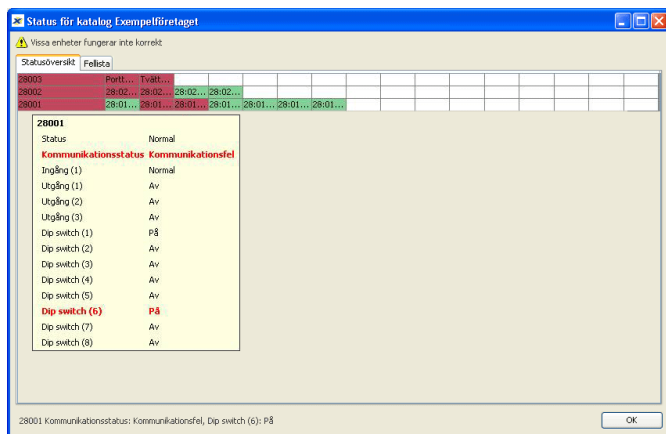 Status för katalog Exempelföretaget
Vissa enheter fungerar inte korrekt
Statusöversikt Fellista
28003 Portt... Tvätt...
28002 28:02... 28:02... 28:02... 28:02...
28001 28:01... 28:01... 28:01... 28:01... 28:01... 28:01... 28:01...
28001
Status Normal
Kommunikationsstatus Kommunikationsfel
Ingång (1) Normal
Utgång (1) Av
Utgång (2) Av
Utgång (3) Av
Dip switch (1) På
Dip switch (2) Av
Dip switch (3) Av
Dip switch (4) Av
Dip switch (5) Av
Dip switch (6) På
Dip switch (7) Av
Dip switch (8) Av
28001 Kommunikationsstatus: Kommunikationsfel, Dip switch (6): På
OK